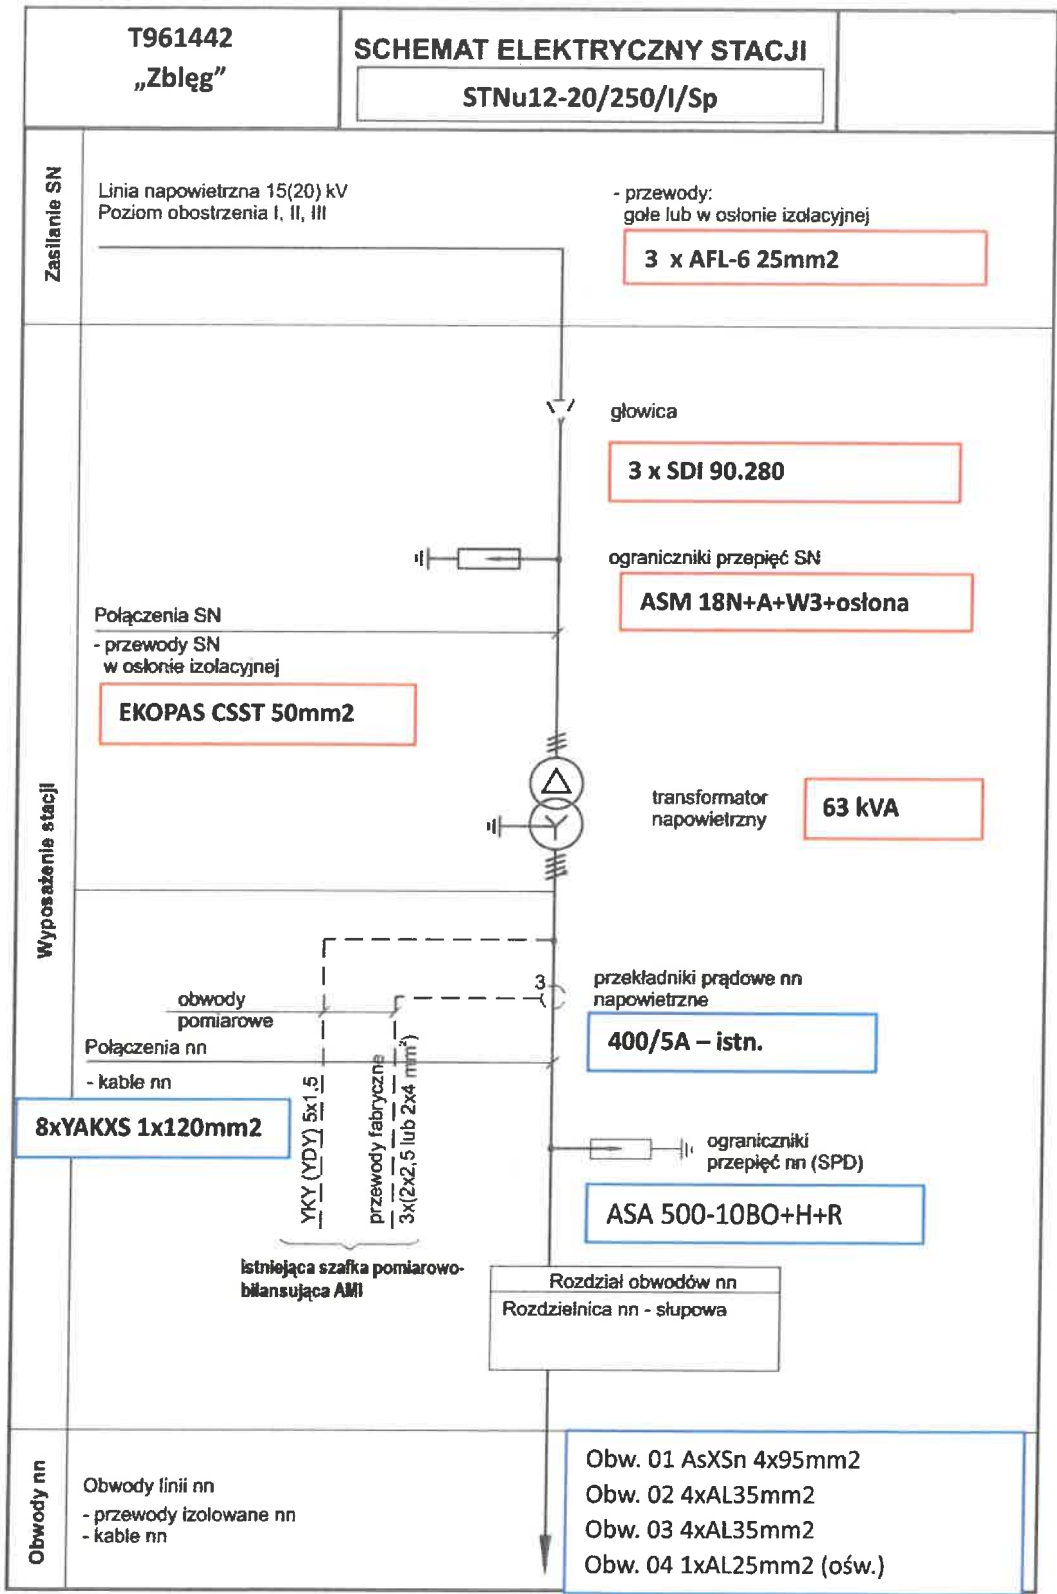 T961442
„Zblęg”
SCHEMAT ELEKTRYCZNY STACJI
STNu12-20/250/I/Sp
Zasilanie SN
Linia napowietrzna 15(20) kV
Poziom obostrzenia I, II, III
- przewody:
gołe lub w osłonie izolacyjnej
3 x AFL-6 25mm2
Wyposażenie stacji
głowica
3 x SDI 90.280
ograniczniki przepięć SN
ASM 18N+A+W3+osłona
Połączenia SN
- przewody SN
w osłonie izolacyjnej
EKOPAS CSST 50mm2
transformator
napowietrzny
63 kVA
obwody
pomiarowe
3
przekładniki prądowe nn
napowietrzne
400/5A – istn.
Połączenia nn
- kable nn
8xYAKXS 1x120mm2
YKY (YDY) 5x1,5
przewody fabryczne
3x(2x2,5 lub 2x4 mm²)
ograniczniki
przepięć nn (SPD)
ASA 500-10BO+H+R
istniejąca szafka pomiarowo-
bilansująca AMI
Rozdział obwodów nn
Rozdzielnica nn - słupowa
Obwody nn
Obwody linii nn
- przewody izolowane nn
- kable nn
Obw. 01 AsXSn 4x95mm2
Obw. 02 4xAL35mm2
Obw. 03 4xAL35mm2
Obw. 04 1xAL25mm2 (ośw.)